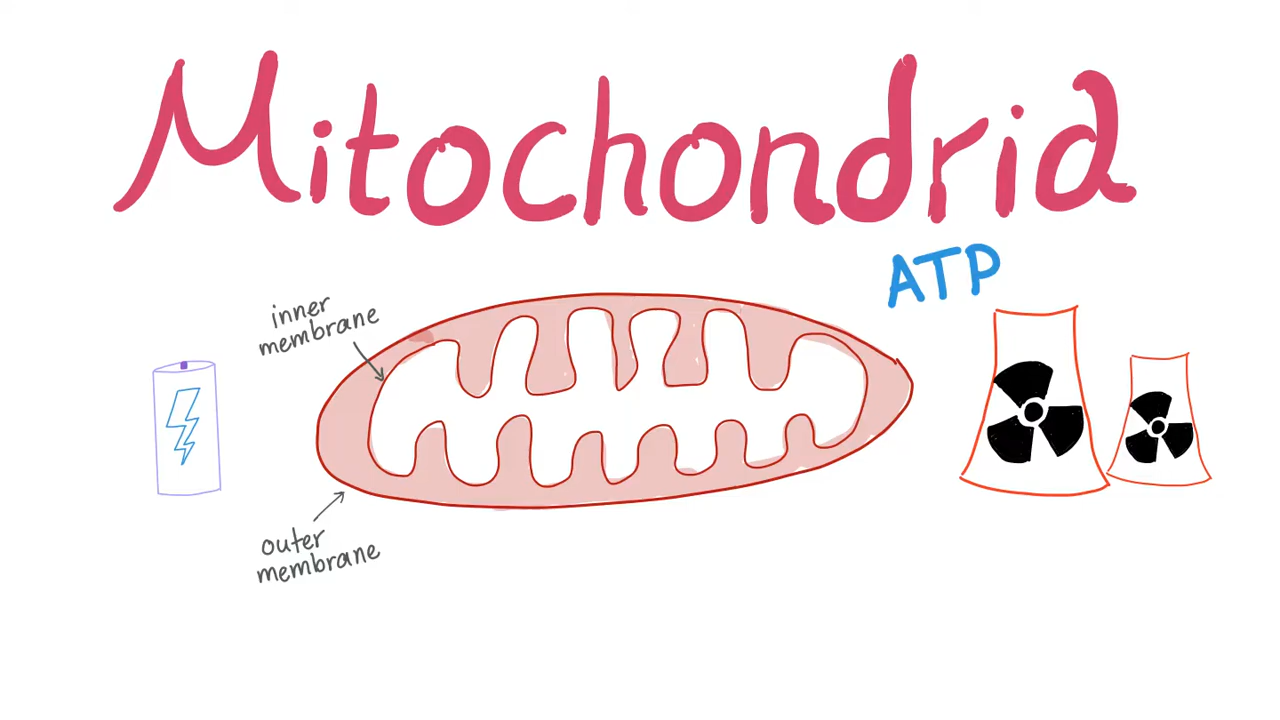 Mitochondria
ATP
inner
membrane
outer
membrane